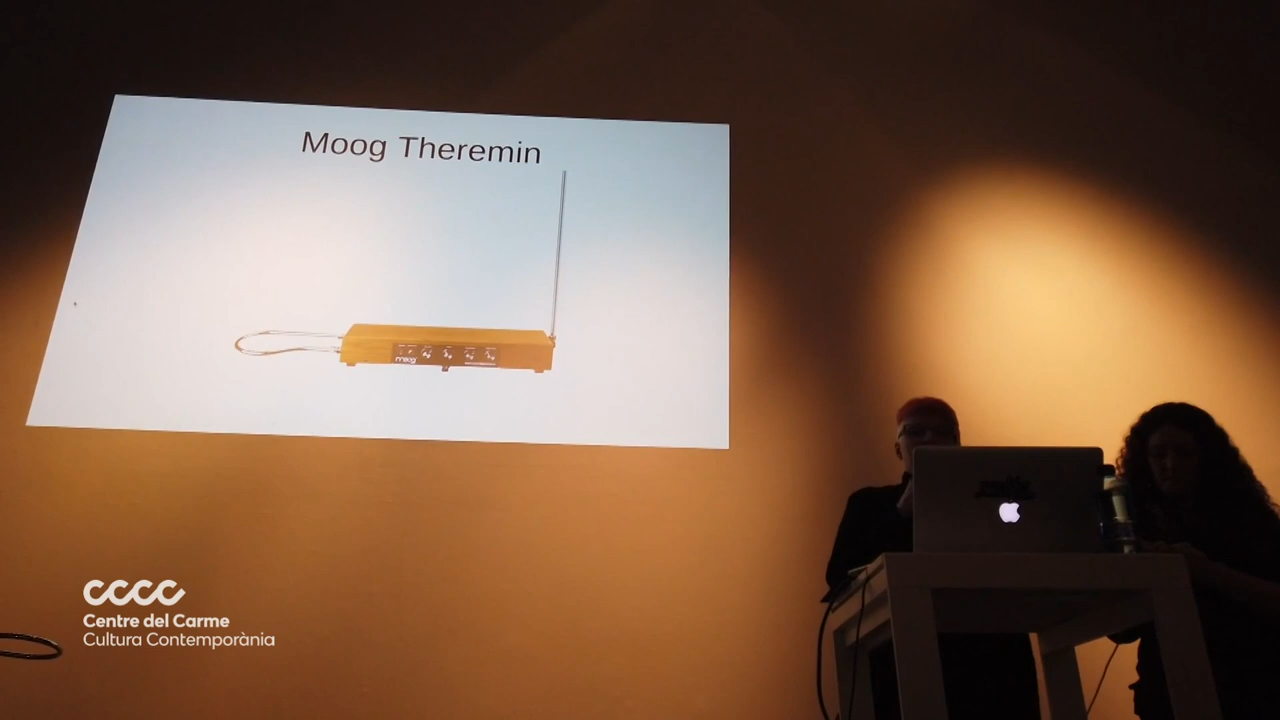 Moog Theremin
moog
cccc
Centre del Carme
Cultura Contemporània